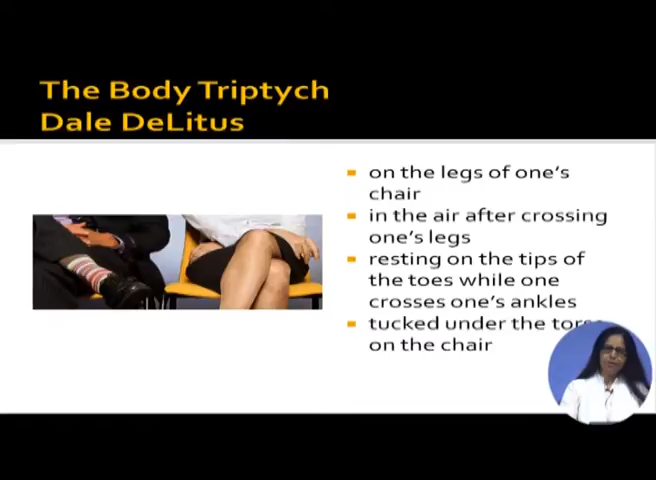 The Body Triptych
Dale DeLitus
on the legs of one's
chair
in the air after crossing
one's legs
resting on the tips of
the toes while one
crosses one's ankles
tucked under the torso
on the chair